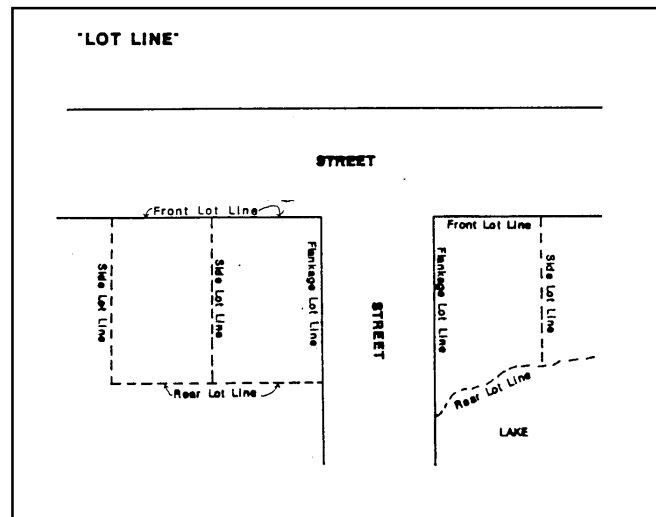 "LOT LINE"
STREET
Front Lot Line
Front Lot Line
Side Lot Line
Side Lot Line
Flankage Lot Line
STREET
Flankage Lot Line
Side Lot Line
Rear Lot Line
Rear Lot Line
LAKE